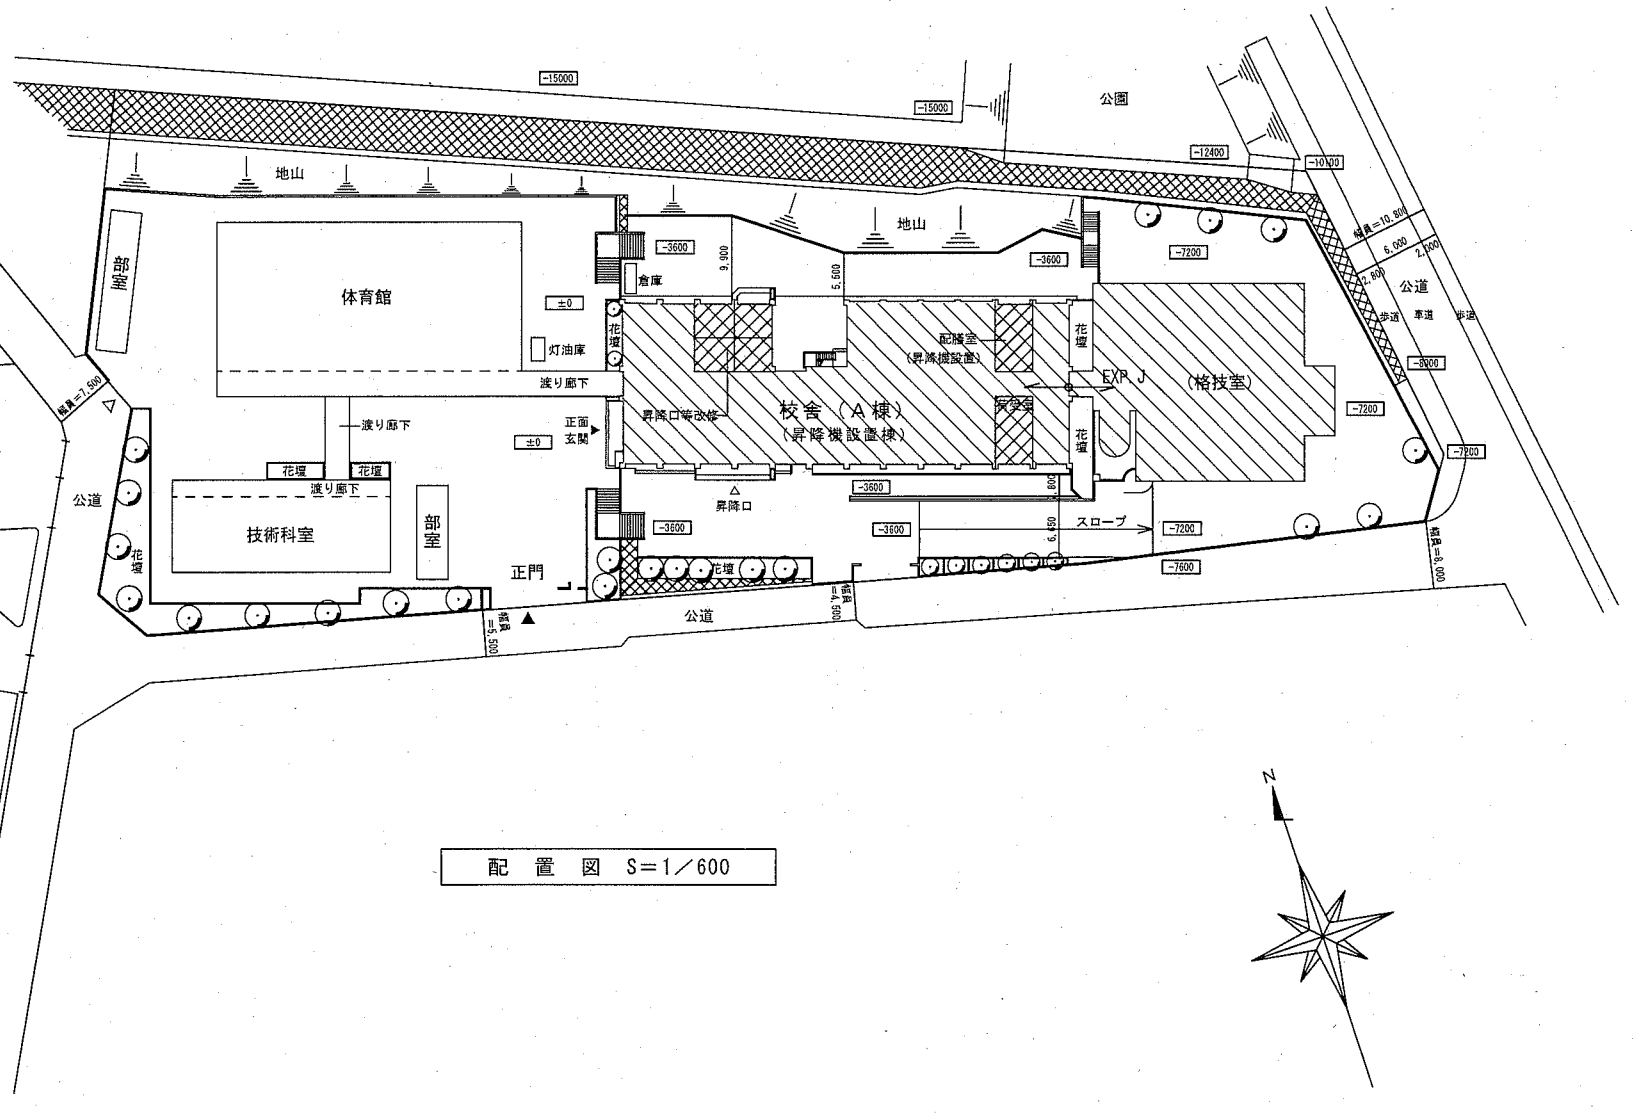 -15000
-15000
公園
-12400
-10100
地山
地山
幅員=10.800
6,000
2,000
2,800
公道
歩道
車道
歩道
部室
体育館
±0
-3600
倉庫
9,900
5,500
-3600
-7200
花壇
灯油庫
渡り廊下
配膳室
(昇降機設置)
花壇
EXP.J
(格技室)
-8900
-7200
幅員=7,500
渡り廊下
正面
玄関
±0
昇降口等改修
校舎(A棟)
(昇降機設置棟)
花壇
-7200
花壇
花壇
渡り廊下
公道
技術科室
部室
昇降口
-3600
-3600
-3600
6,650
スロープ
-7200
花壇
正門
花壇
-7600
幅員=8,000
幅員
=5,500
公道
幅員
=4,500
配置図 S=1/600
N